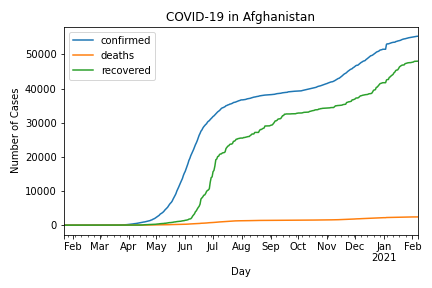 COVID-19 in Afghanistan
confirmed
deaths
recovered
Number of Cases
50000
40000
30000
20000
10000
0
Feb Mar Apr May Jun Jul Aug Sep Oct Nov Dec Jan Feb
2021
Day